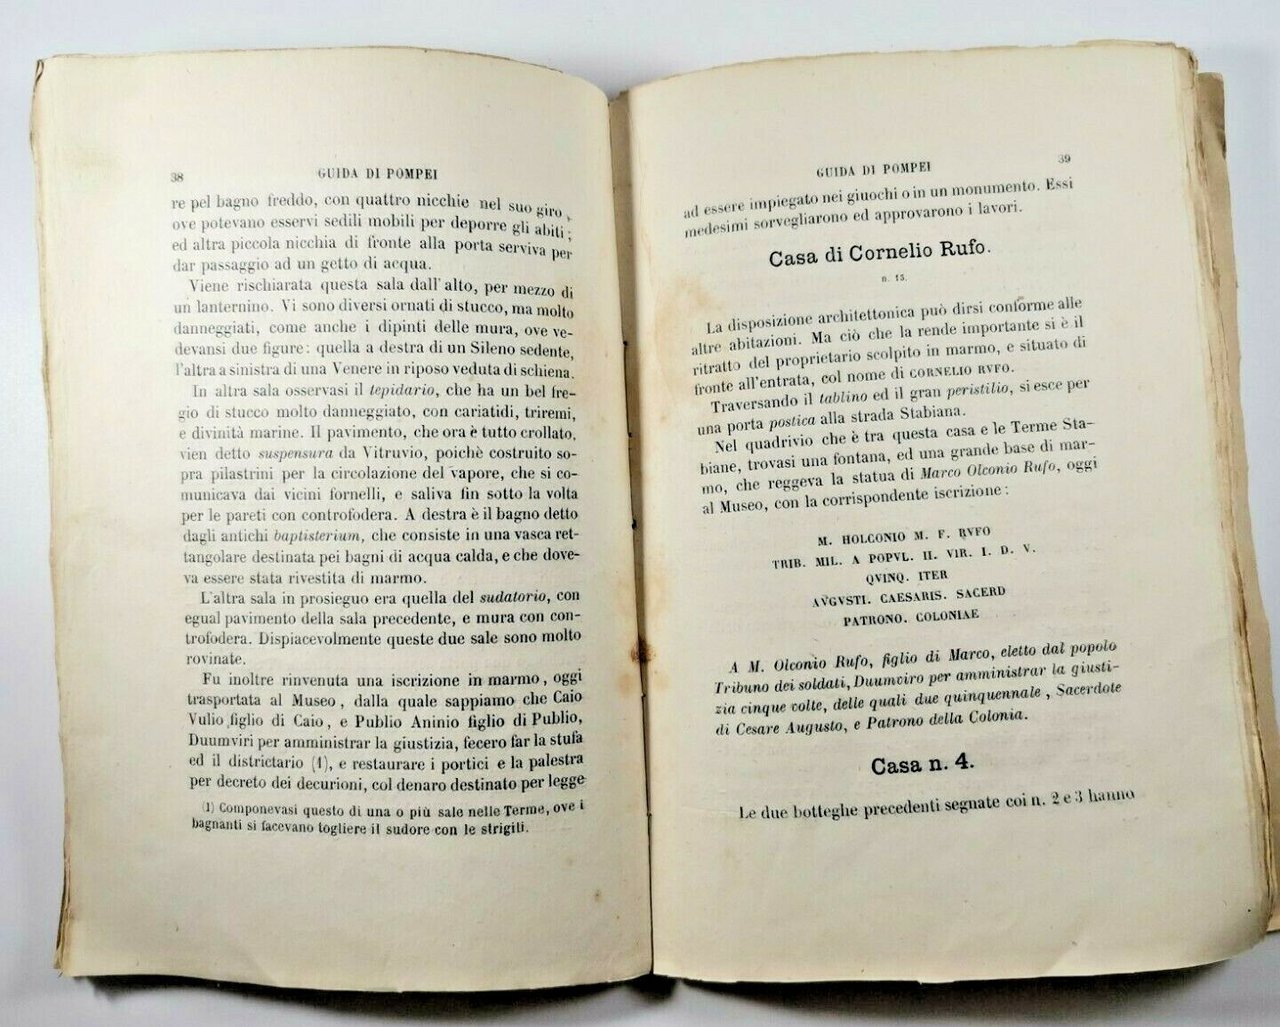 38
GUIDA DI POMPEI
re pel bagno freddo, con quattro nicchie nel suo giro,
ove potevano esservi sedili mobili per deporre gli abiti;
ed altra piccola nicchia di fronte alla porta serviva per
dar passaggio ad un getto di acqua.
Viene rischiarata questa sala dall'alto, per mezzo di
un lanternino. Vi sono diversi ornati di stucco, ma molto
danneggiati, come anche i dipinti delle mura, ove ve-
devansi due figure: quella a destra di un Sileno sedente,
l'altra a sinistra di una Venere in riposo veduta di schiena.
In altra sala osservasi il tepidario, che ha un bel fre-
gio di stucco molto danneggiato, con cariatidi, triremi,
e divinità marine. Il pavimento, che ora è tutto crollato,
vien detto suspensura da Vitruvio, poichè costruito so-
pra pilastrini per la circolazione del vapore, che si co-
municava dai vicini fornelli, e saliva fin sotto la volta
per le pareti con controfodera. A destra è il bagno detto
dagli antichi baptisterium, che consiste in una vasca ret-
tangolare destinata pei bagni di acqua calda, e che dove-
va essere stata rivestita di marmo.
L'altra sala in prosieguo era quella del sudatorio, con
egual pavimento della sala precedente, e mura con con-
trofodera. Dispiacevolmente queste due sale sono molto
rovinate.
Fu inoltre rinvenuta una iscrizione in marmo, oggi
trasportata al Museo, dalla quale sappiamo che Caio
Vulio figlio di Caio, e Publio Aninio figlio di Publio,
Duumviri per amministrar la giustizia, fecero far la stufa
ed il districtario (1), e restaurare i portici e la palestra
per decreto dei decurioni, col denaro destinato per legge
(1) Componevasi questo di una o più sale nelle Terme, ove i
bagnanti si facevano togliere il sudore con le strigili.
GUIDA DI POMPEI
39
ad essere impiegato nei giuochi o in un monumento. Essi
medesimi sorvegliarono ed approvarono i lavori.
Casa di Cornelio Rufo.
n. 15.
La disposizione architettonica può dirsi conforme alle
altre abitazioni. Ma ciò che la rende importante si è il
ritratto del proprietario scolpito in marmo, e situato di
fronte all'entrata, col nome di CORNELIO RVFO.
Traversando il tablino ed il gran peristilio, si esce per
una porta postica alla strada Stabiana.
Nel quadrivio che è tra questa casa e le Terme Sta-
biane, trovasi una fontana, ed una grande base di mar-
mo, che reggeva la statua di Marco Olconio Rufo, oggi
al Museo, con la corrispondente iscrizione:
M. HOLCONIO M. F. RVFO
TRIB. MIL. A POPVL. II. VIR. I. D. V.
QVINQ. ITER
AVGVSTI. CAESARIS. SACERD
PATRONO. COLONIAE
A M. Olconio Rufo, figlio di Marco, eletto dal popolo
Tribuno dei soldati, Duumviro per amministrar la giusti-
zia cinque volte, delle quali due quinquennale, Sacerdote
di Cesare Augusto, e Patrono della Colonia.
Casa n. 4.
Le due botteghe precedenti segnate coi n. 2 e 3 hanno